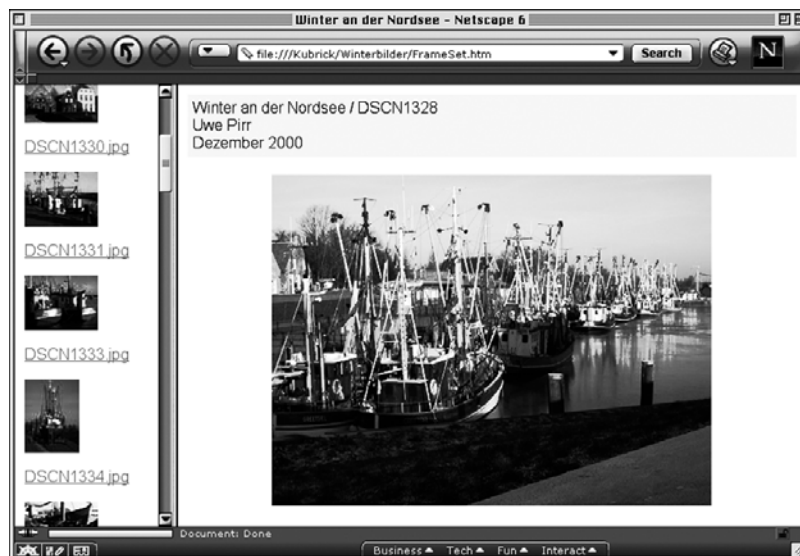 Winter an der Nordsee - Netscape 6
file:///Kubrick/Winterbilder/FrameSet.htm
Search
N
DSCN1330.jpg
DSCN1331.jpg
DSCN1333.jpg
DSCN1334.jpg
Winter an der Nordsee / DSCN1328
Uwe Pirr
Dezember 2000
Document: Done
Business
Tech
Fun
Interact